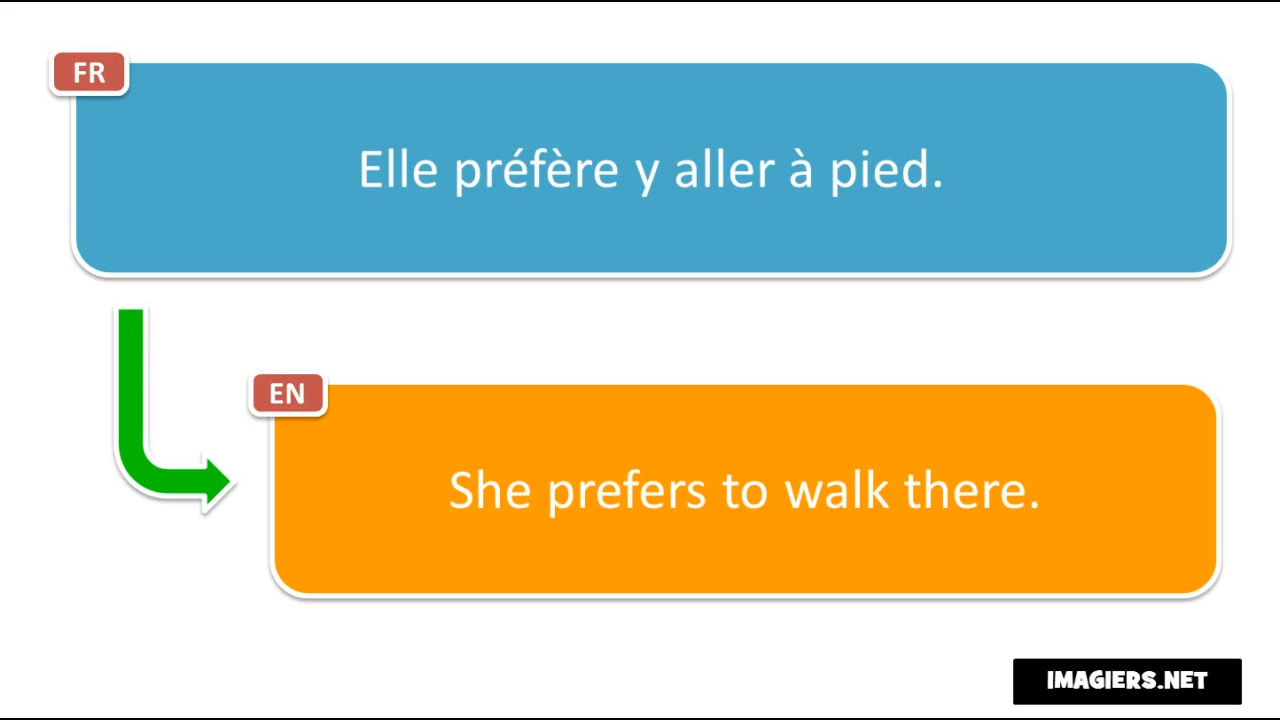 FR
Elle préfère y aller à pied.
EN
She prefers to walk there.
IMAGIERS.NET